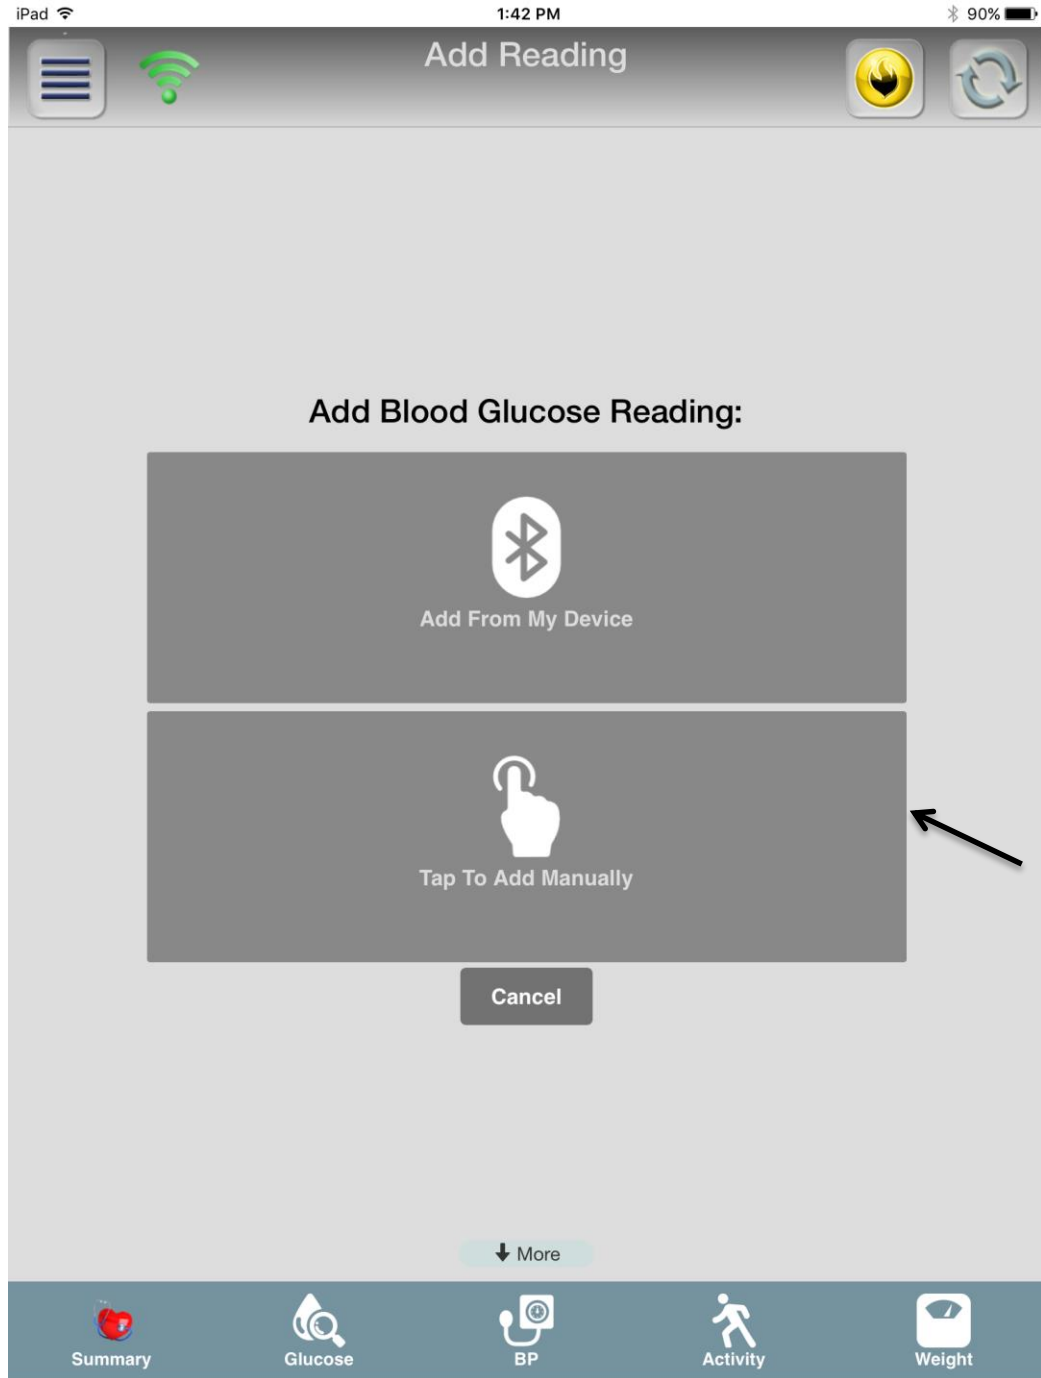 iPad 1:42 PM 90%
Add Reading
Add Blood Glucose Reading:
Add From My Device
Tap To Add Manually
Cancel
More
Summary Glucose BP Activity Weight